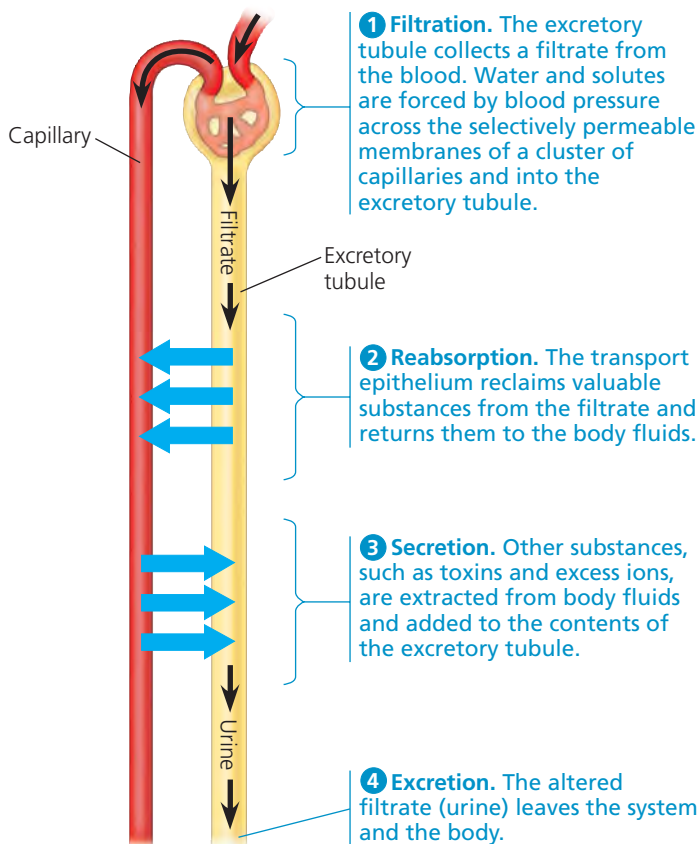 1 Filtration. The excretory
tubule collects a filtrate from
the blood. Water and solutes
are forced by blood pressure
across the selectively permeable
membranes of a cluster of
capillaries and into the
excretory tubule.
Capillary
Filtrate
Excretory
tubule
2 Reabsorption. The transport
epithelium reclaims valuable
substances from the filtrate and
returns them to the body fluids.
3 Secretion. Other substances,
such as toxins and excess ions,
are extracted from body fluids
and added to the contents of
the excretory tubule.
Urine
4 Excretion. The altered
filtrate (urine) leaves the system
and the body.